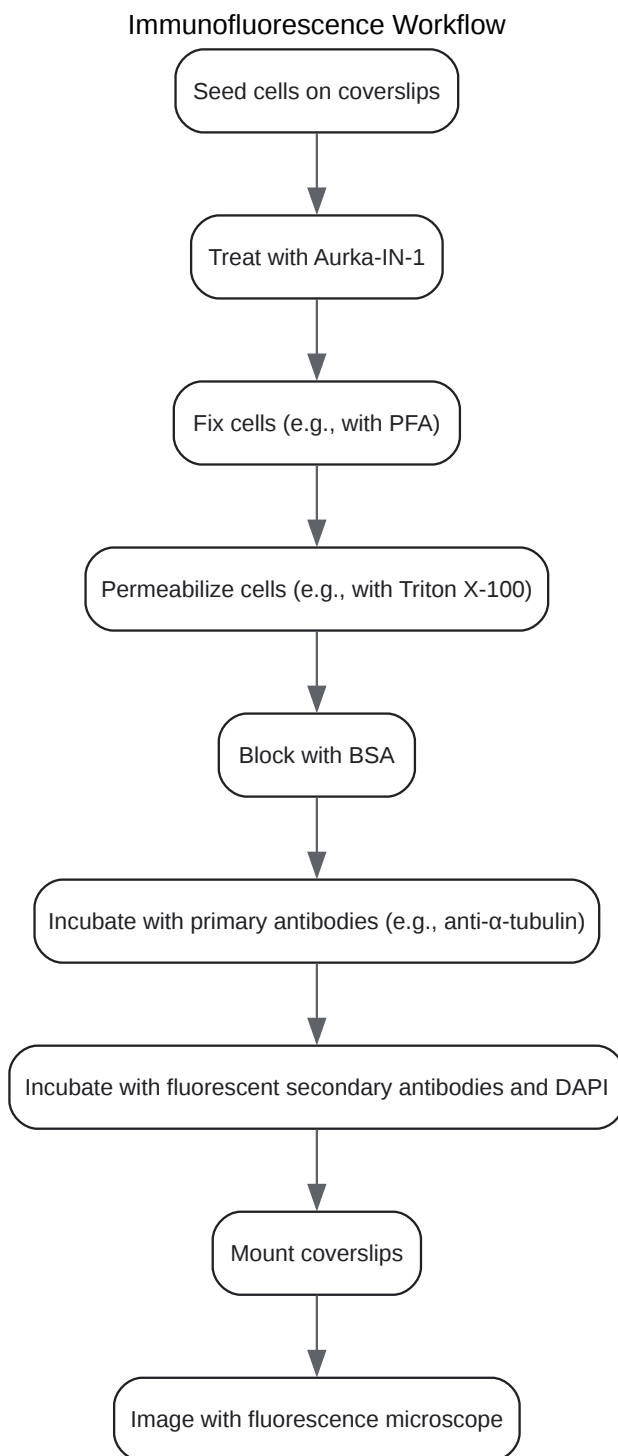 Immunofluorescence Workflow
Seed cells on coverslips
Treat with Aurka-IN-1
Fix cells (e.g., with PFA)
Permeabilize cells (e.g., with Triton X-100)
Block with BSA
Incubate with primary antibodies (e.g., anti-α-tubulin)
Incubate with fluorescent secondary antibodies and DAPI
Mount coverslips
Image with fluorescence microscope